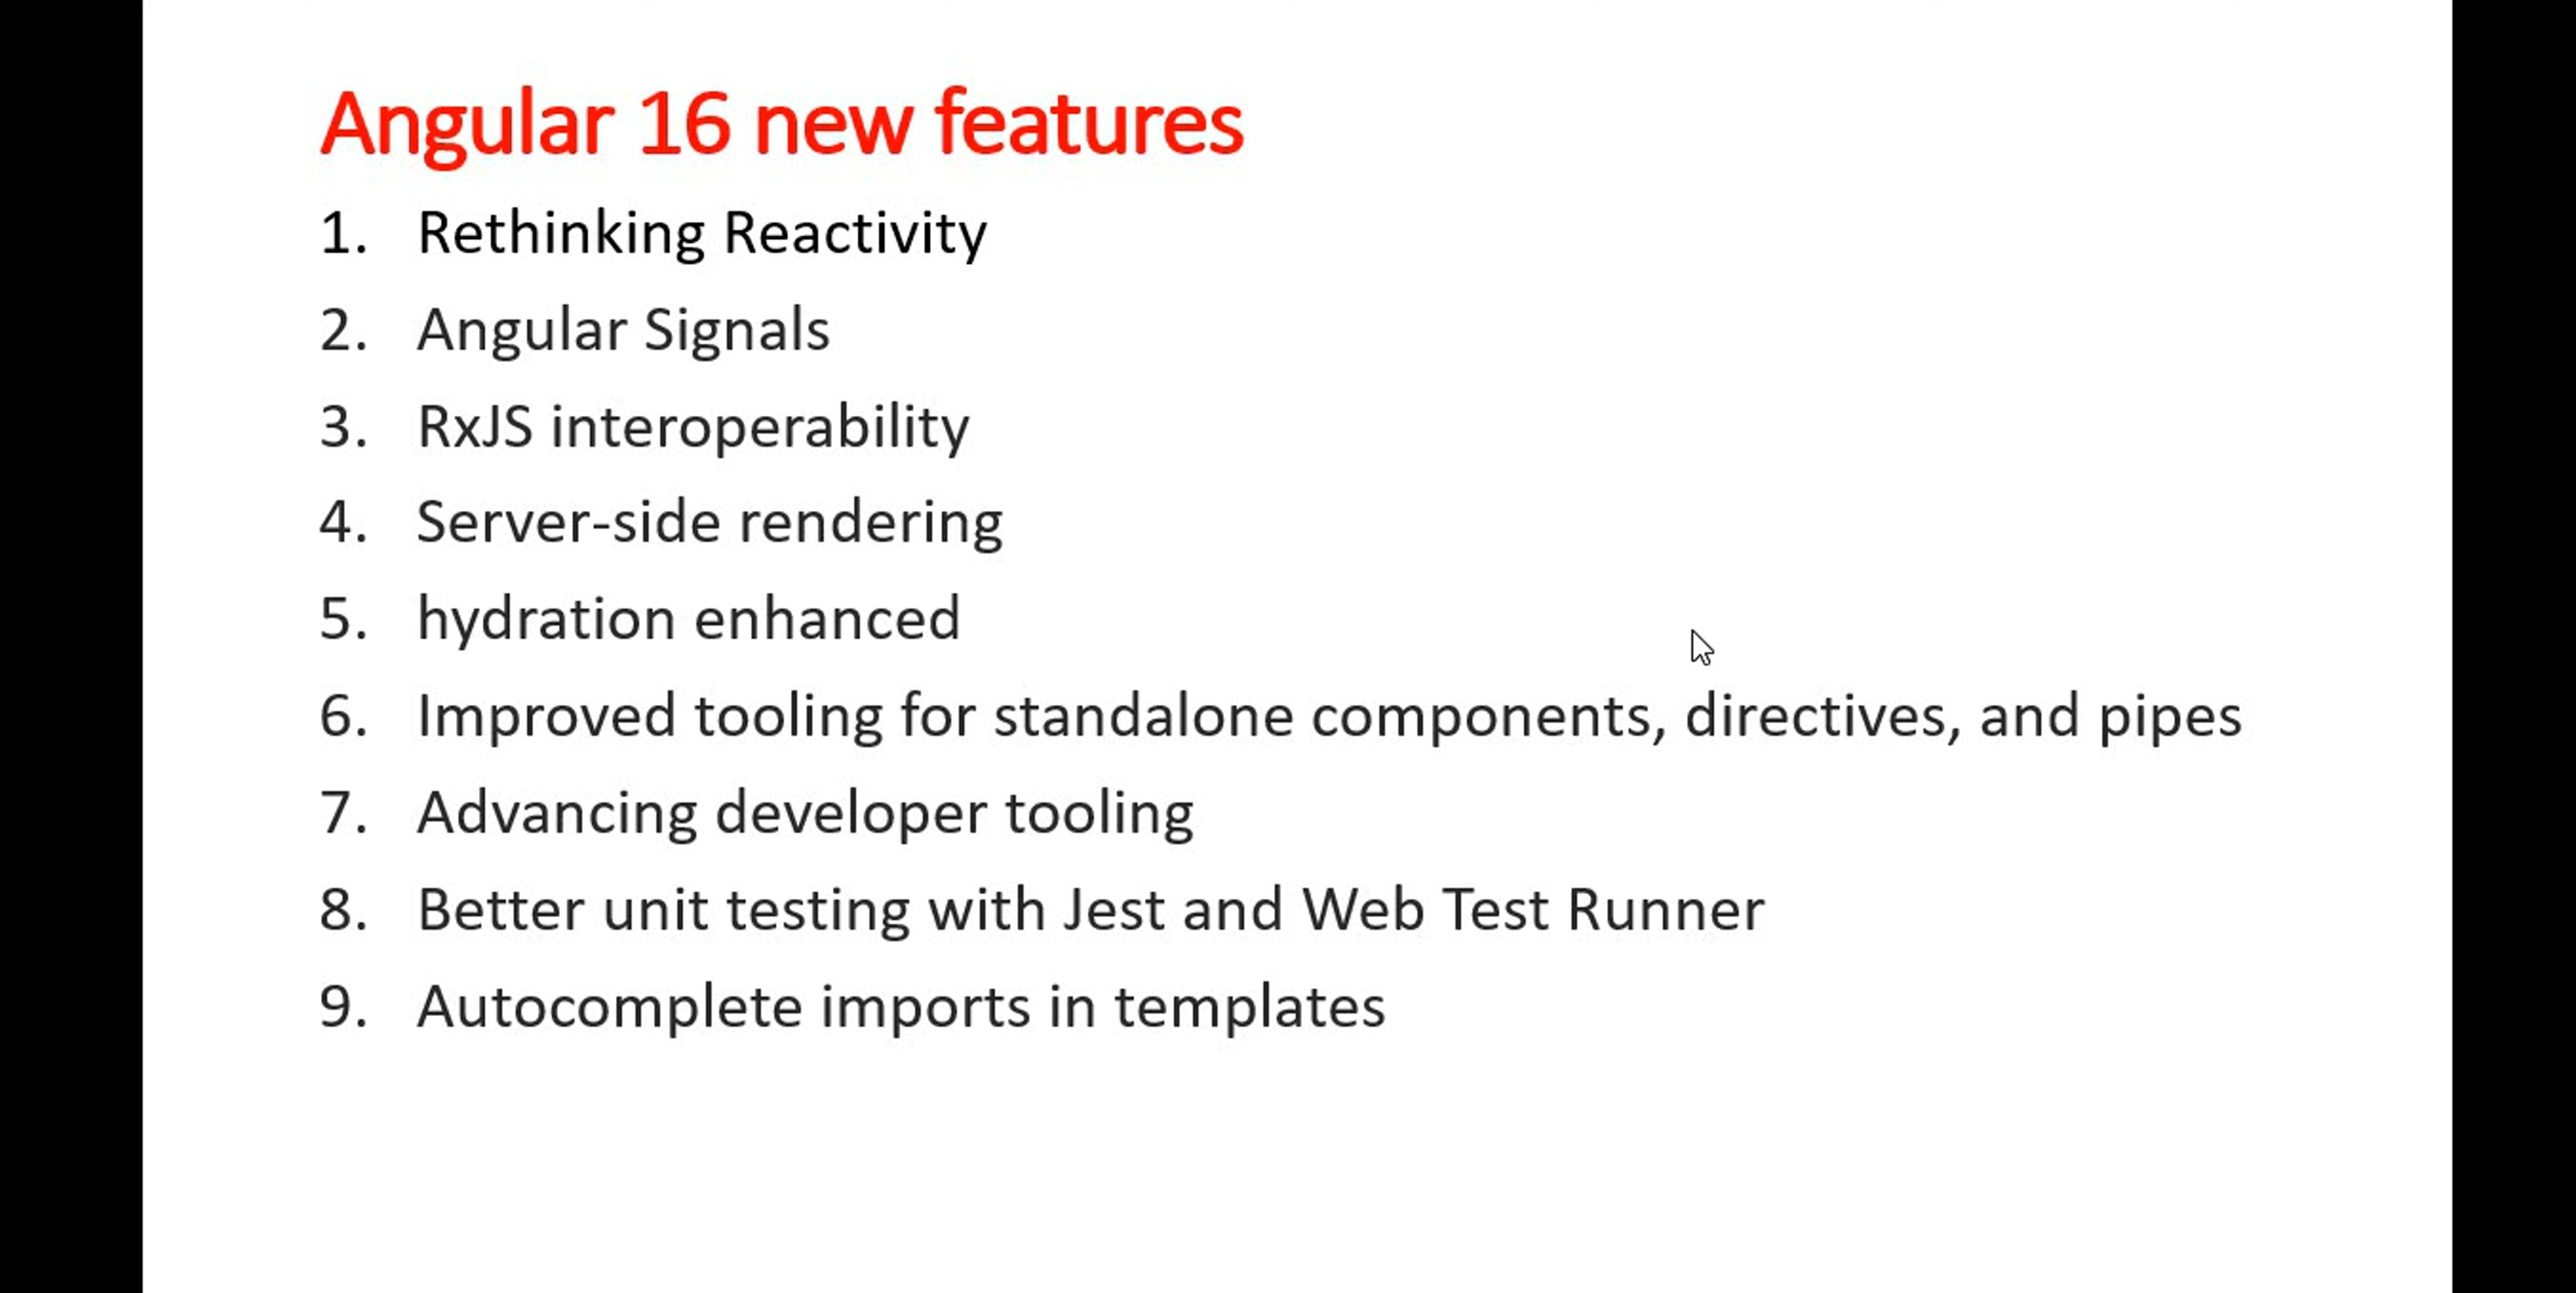 Angular 16 new features
1. Rethinking Reactivity
2. Angular Signals
3. RxJS interoperability
4. Server-side rendering
5. hydration enhanced
6. Improved tooling for standalone components, directives, and pipes
7. Advancing developer tooling
8. Better unit testing with Jest and Web Test Runner
9. Autocomplete imports in templates